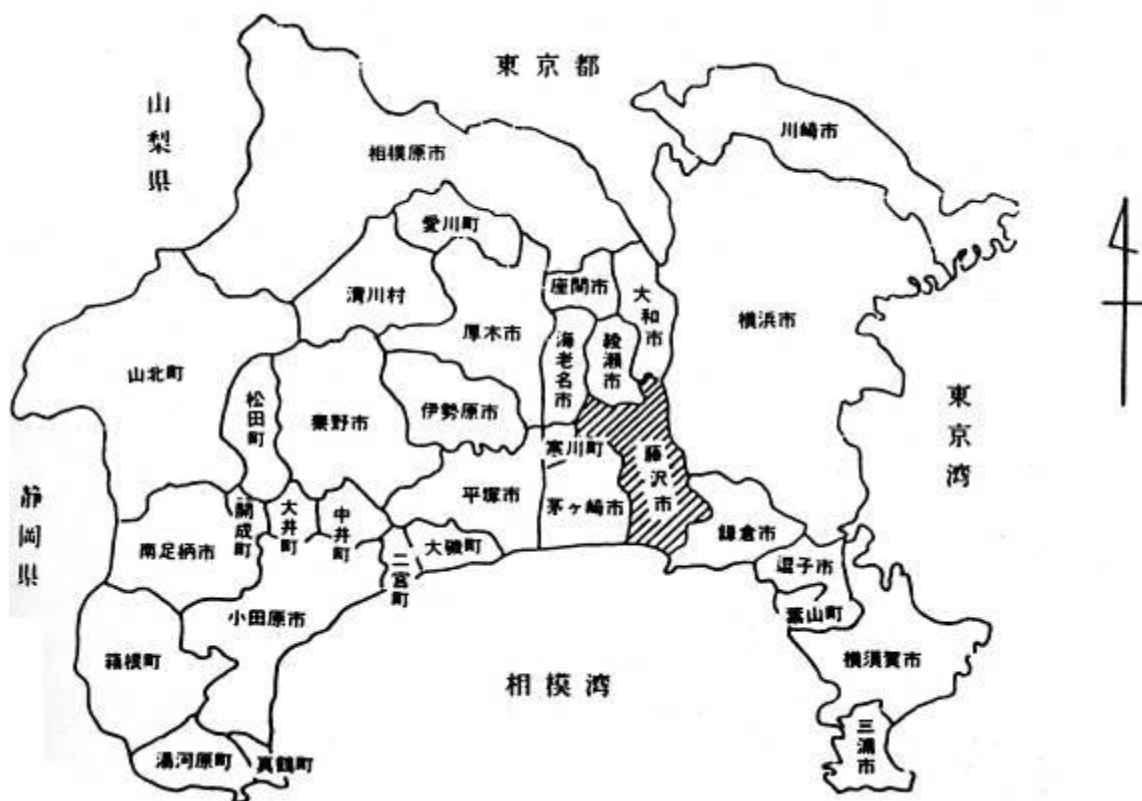 東京都
山梨県
川崎市
相模原市
愛川町
清川村
座間市
大和市
横浜市
厚木市
海老名市
綾瀬市
山北町
松田町
秦野市
伊勢原市
東京湾
寒川町
藤沢市
静岡県
平塚市
茅ヶ崎市
開成町
大井町
中井町
南足柄市
大磯町
鎌倉市
二宮町
逗子市
葉山町
小田原市
箱根町
横須賀市
相模湾
三浦市
湯河原町
真鶴町